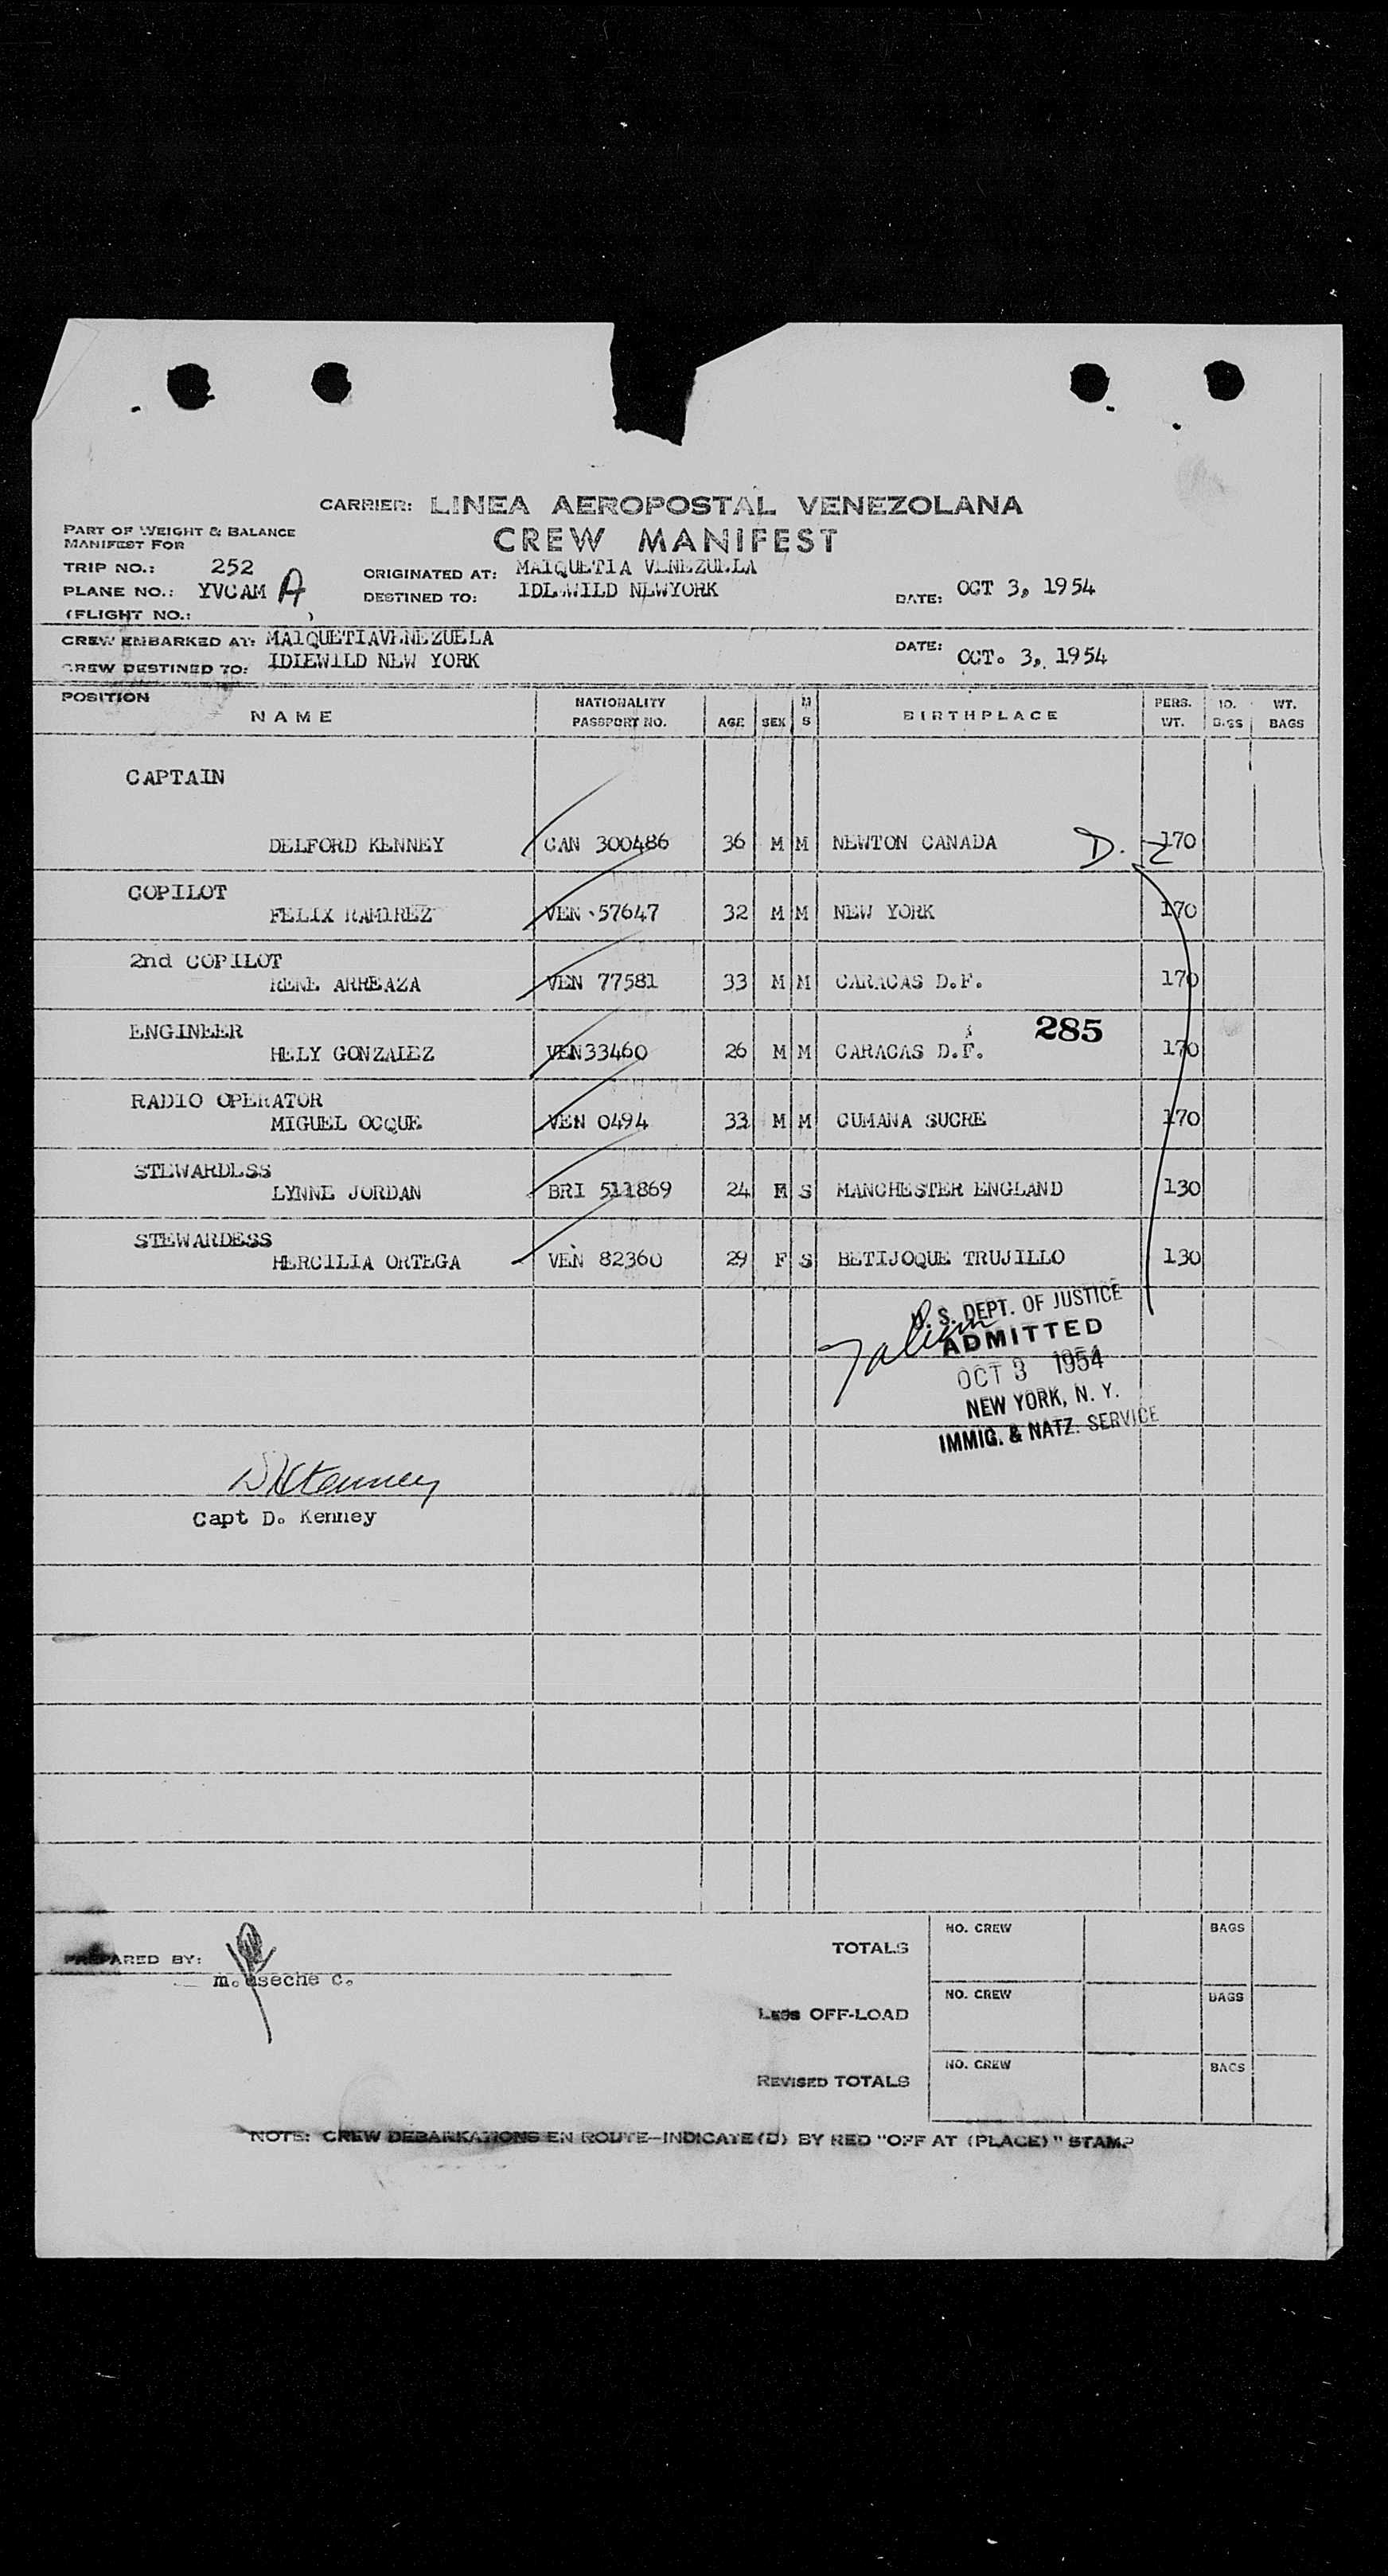 CARRIER: LINEA AEROPOSTAL VENEZOLANA
PART OF WEIGHT & BALANCE
MANIFEST FOR
CREW MANIFEST
TRIP NO.: 252
ORIGINATED AT: MAIQUETIA VENEZUELA
PLANE NO.: YVCAM A
DESTINED TO: IDLEWILD NEWYORK
DATE: OCT 3, 1954
(FLIGHT NO.: )
CREW EMBARKED AT: MAIQUETIAVENEZUELA
DATE: OCT. 3, 1954
CREW DESTINED TO: IDLEWILD NEW YORK
POSITION NAME NATIONALITY PASSPORT NO. AGE SEX M S BIRTHPLACE PERS. WT. NO. BAGS WT. BAGS
CAPTAIN
DELFORD KENNEY CAN 300486 36 M M NEWTON CANADA 170
COPILOT
FELIX RAMIREZ VEN 57647 32 M M NEW YORK 170
2nd COPILOT
RENE ARREAZA VEN 77581 33 M M CARACAS D.F. 170
285
ENGINEER
HELY GONZALEZ VEN33460 26 M M CARACAS D.F. 170
RADIO OPERATOR
MIGUEL OCQUE VEN 0494 33 M M CUMANA SUCRE 170
STEWARDESS
LYNNE JORDAN BRI 511869 24 F S MANCHESTER ENGLAND 130
STEWARDESS
HERCILIA ORTEGA VEN 82360 29 F S BETIJOQUE TRUJILLO 130
U. S. DEPT. OF JUSTICE
ADMITTED
OCT 3 1954
NEW YORK, N. Y.
IMMIG. & NATZ. SERVICE
DKenney
Capt D. Kenney
PREPARED BY:
m. useche c.
TOTALS NO. CREW BAGS
Less OFF-LOAD NO. CREW BAGS
REVISED TOTALS NO. CREW BAGS
NOTE: CREW DEBARKATIONS EN ROUTE—INDICATE (D) BY RED "OFF AT (PLACE)" STAMP